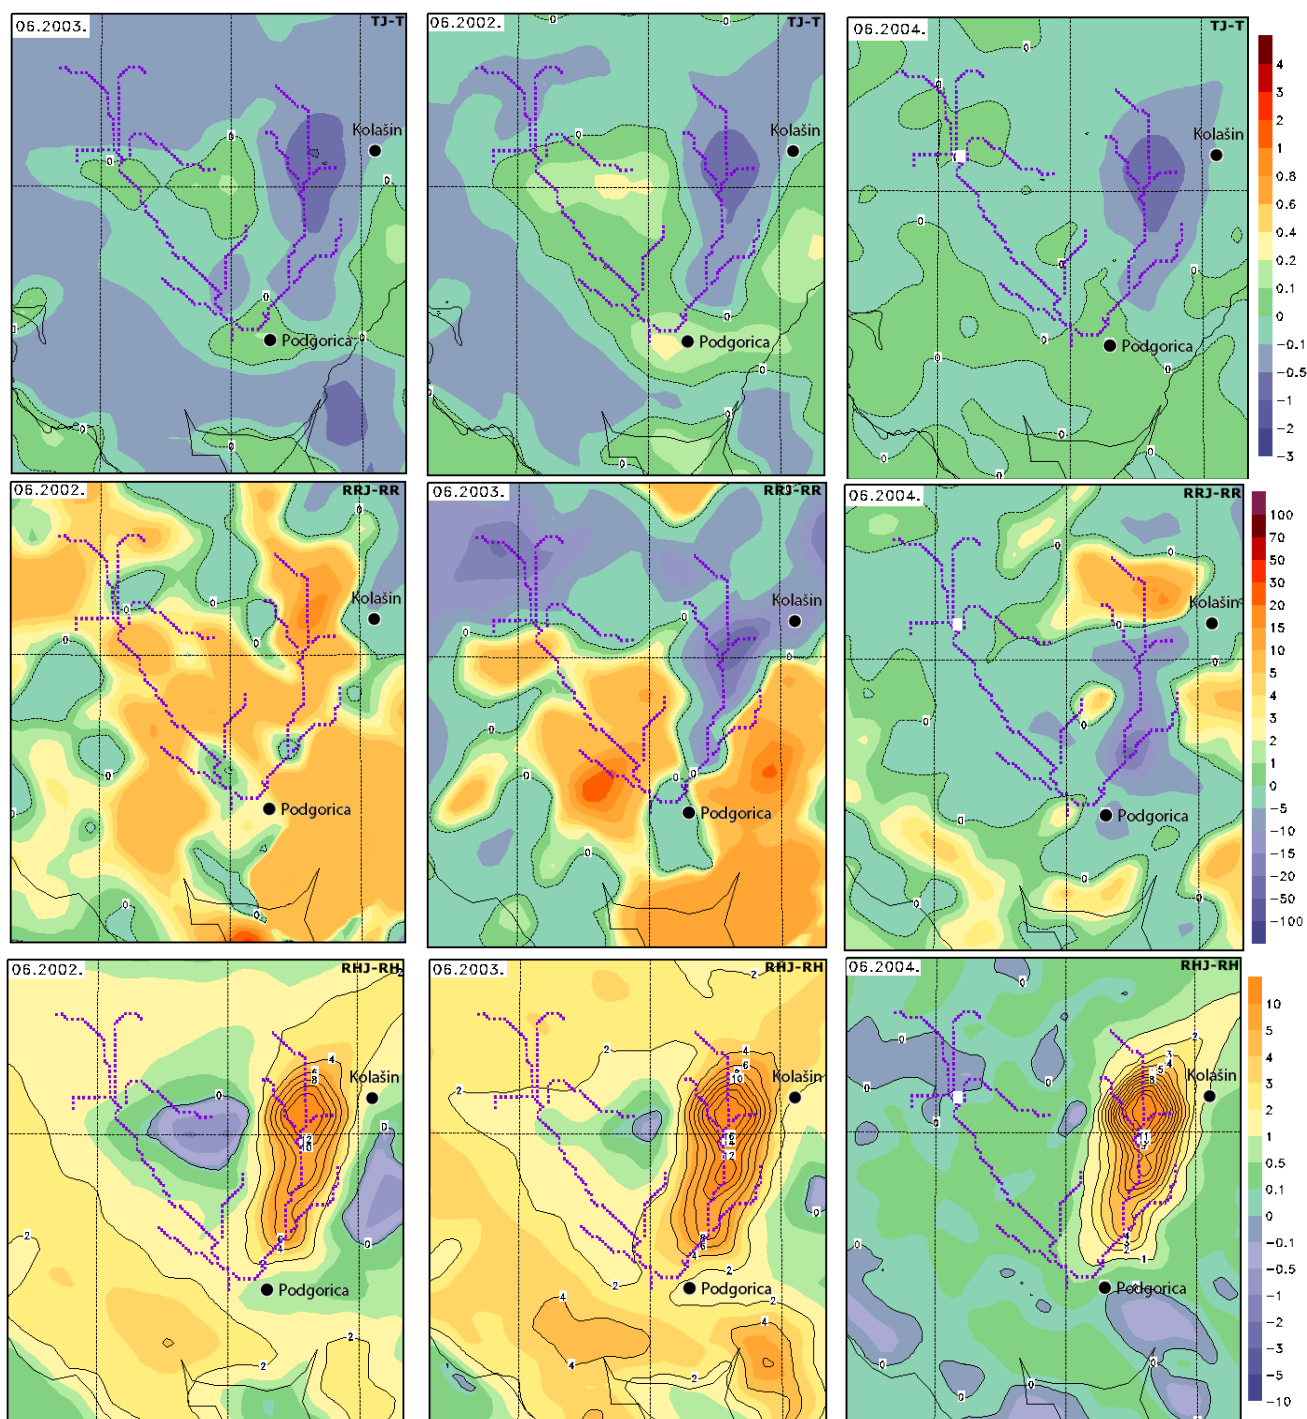 06.2003.
TJ-T
Kolašin
Podgorica
06.2002.
TJ-T
Kolašin
Podgorica
06.2004.
TJ-T
Kolašin
Podgorica
4
3
2
1
0.8
0.6
0.4
0.2
0.1
0
-0.1
-0.5
-1
-2
-3
06.2002.
RRJ-RR
Kolašin
Podgorica
06.2003.
RRJ-RR
Kolašin
Podgorica
06.2004.
RRJ-RR
Kolašin
Podgorica
100
70
50
30
20
15
10
5
4
3
2
1
0
-5
-10
-15
-20
-50
-100
06.2002.
RHJ-RH
Kolašin
Podgorica
06.2003.
RHJ-RH
Kolašin
Podgorica
06.2004.
RHJ-RH
Kolašin
Podgorica
10
5
4
3
2
1
0.5
0.1
0
-0.1
-0.5
-1
-2
-3
-5
-10